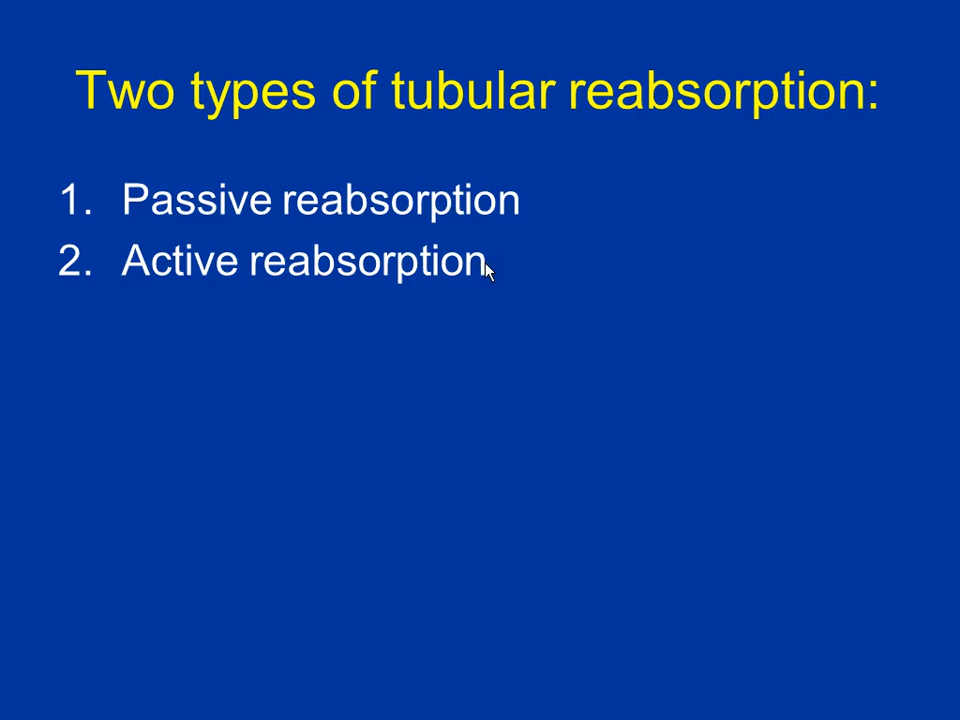 Two types of tubular reabsorption:
1. Passive reabsorption
2. Active reabsorption